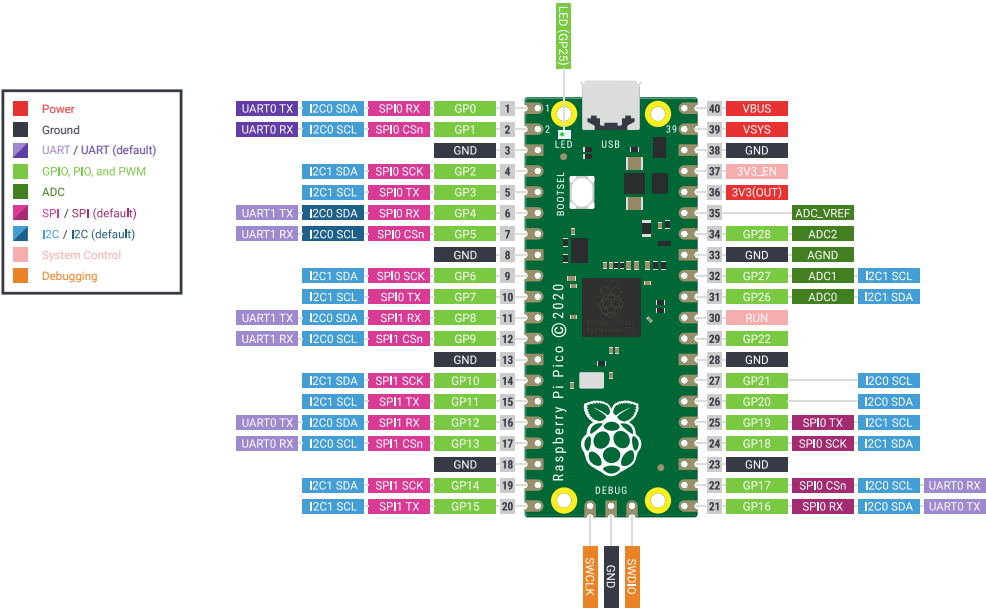 LED (GP25)
Power
Ground
UART / UART (default)
GPIO, PIO, and PWM
ADC
SPI / SPI (default)
I2C / I2C (default)
System Control
Debugging
UART0 TX I2C0 SDA SPI0 RX GP0 1 1 40 VBUS
UART0 RX I2C0 SCL SPI0 CSn GP1 2 2 39 39 VSYS
LED USB
GND 3 38 GND
I2C1 SDA SPI0 SCK GP2 4 37 3V3_EN
I2C1 SCL SPI0 TX GP3 5 36 3V3(OUT)
BOOTSEL
UART1 TX I2C0 SDA SPI0 RX GP4 6 35 ADC_VREF
UART1 RX I2C0 SCL SPI0 CSn GP5 7 34 GP28 ADC2
GND 8 33 GND AGND
I2C1 SDA SPI0 SCK GP6 9 32 GP27 ADC1 I2C1 SCL
I2C1 SCL SPI0 TX GP7 10 31 GP26 ADC0 I2C1 SDA
UART1 TX I2C0 SDA SPI1 RX GP8 11 30 RUN
UART1 RX I2C0 SCL SPI1 CSn GP9 12 29 GP22
GND 13 28 GND
I2C1 SDA SPI1 SCK GP10 14 27 GP21 I2C0 SCL
I2C1 SCL SPI1 TX GP11 15 26 GP20 I2C0 SDA
UART0 TX I2C0 SDA SPI1 RX GP12 16 25 GP19 SPI0 TX I2C1 SCL
UART0 RX I2C0 SCL SPI1 CSn GP13 17 24 GP18 SPI0 SCK I2C1 SDA
GND 18 23 GND
I2C1 SDA SPI1 SCK GP14 19 22 GP17 SPI0 CSn I2C0 SCL UART0 RX
I2C1 SCL SPI1 TX GP15 20 21 GP16 SPI0 RX I2C0 SDA UART0 TX
Raspberry Pi Pico © 2020
DEBUG
SWCLK
GND
SWDIO